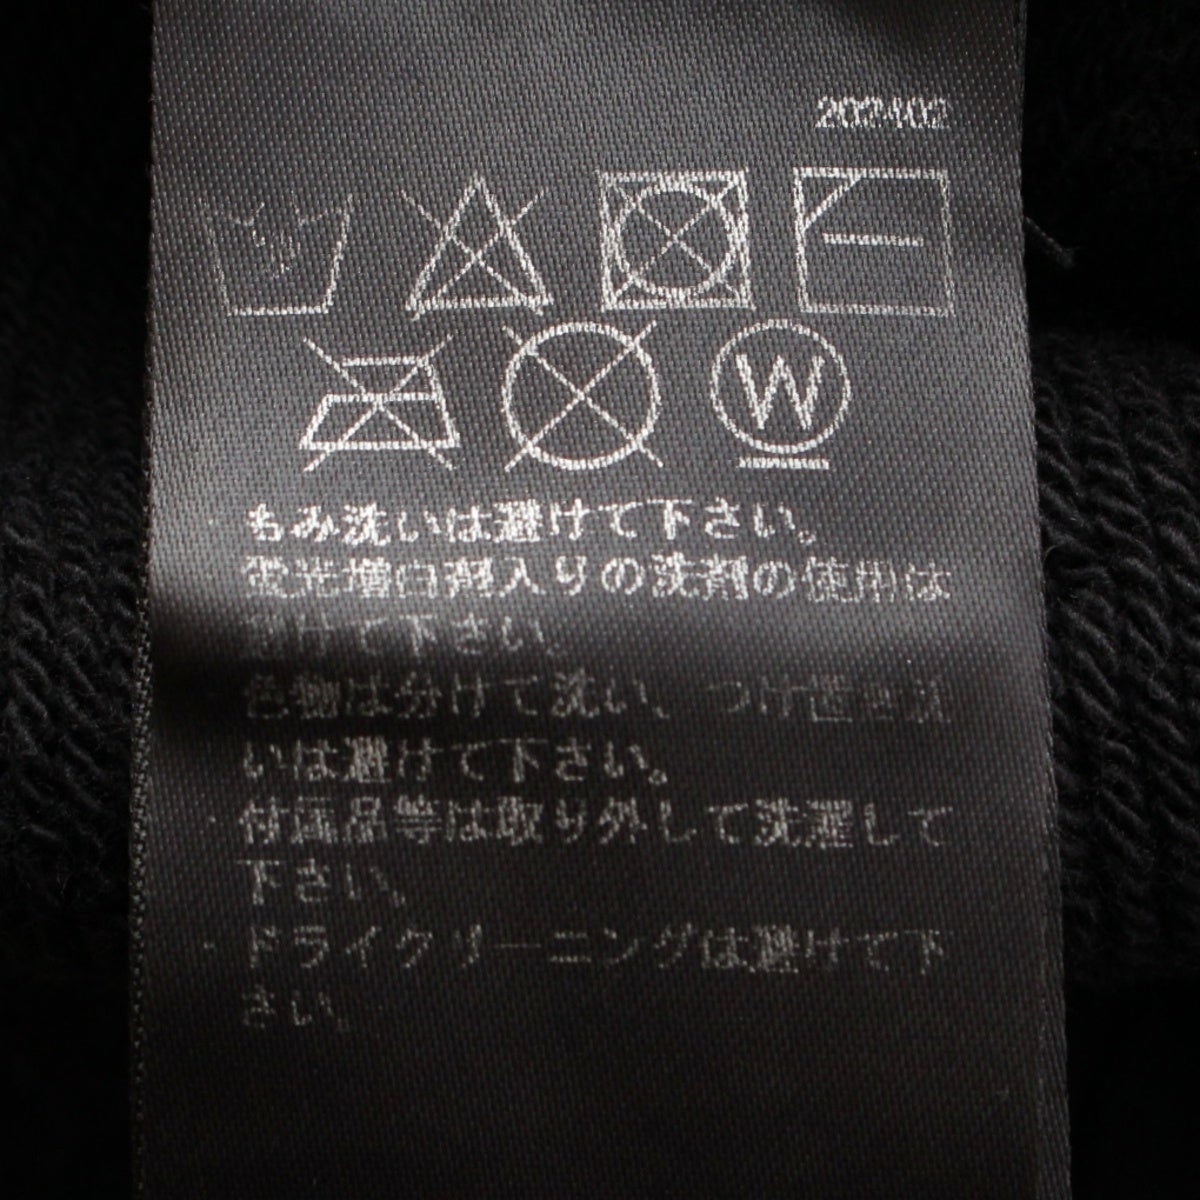 202402
W
もみ洗いは避けて下さい。
蛍光増白剤入りの洗剤の使用は
避けて下さい。
色物は分けて洗い、つけ置き洗
いは避けて下さい。
・付属品等は取り外して洗濯して
下さい。
・ドライクリーニングは避けて下
さい。